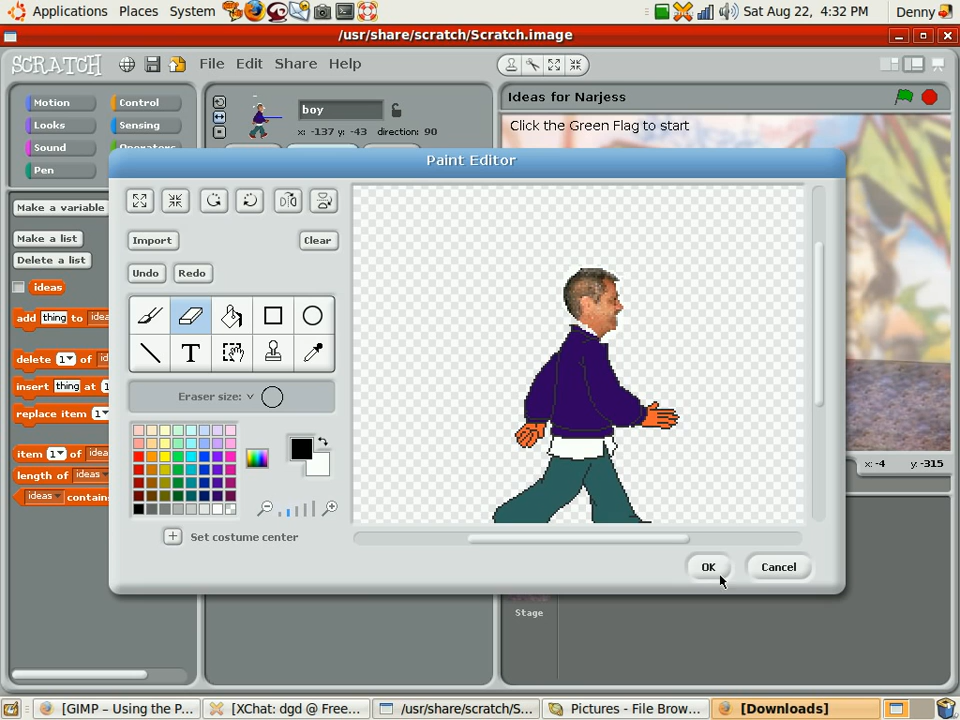 Applications Places System
Sat Aug 22, 4:32 PM Denny
/usr/share/scratch/Scratch.image
SCRATCH File Edit Share Help
Motion Control
Looks Sensing
Sound Operators
Pen
boy
x: -137 y: -43 direction: 90
Ideas for Narjess
Click the Green Flag to start
Paint Editor
Make a variable
Make a list
Delete a list
ideas
add thing to idea
delete 1 of id
insert thing at 1
replace item 1
item 1 of idea
length of ideas
ideas contains
Import Clear
Undo Redo
T
Eraser size:
Set costume center
OK Cancel
x: -4 y: -315
Stage
[GIMP – Using the P...
[XChat: dgd @ Free...
/usr/share/scratch/S...
Pictures - File Brow...
[Downloads]